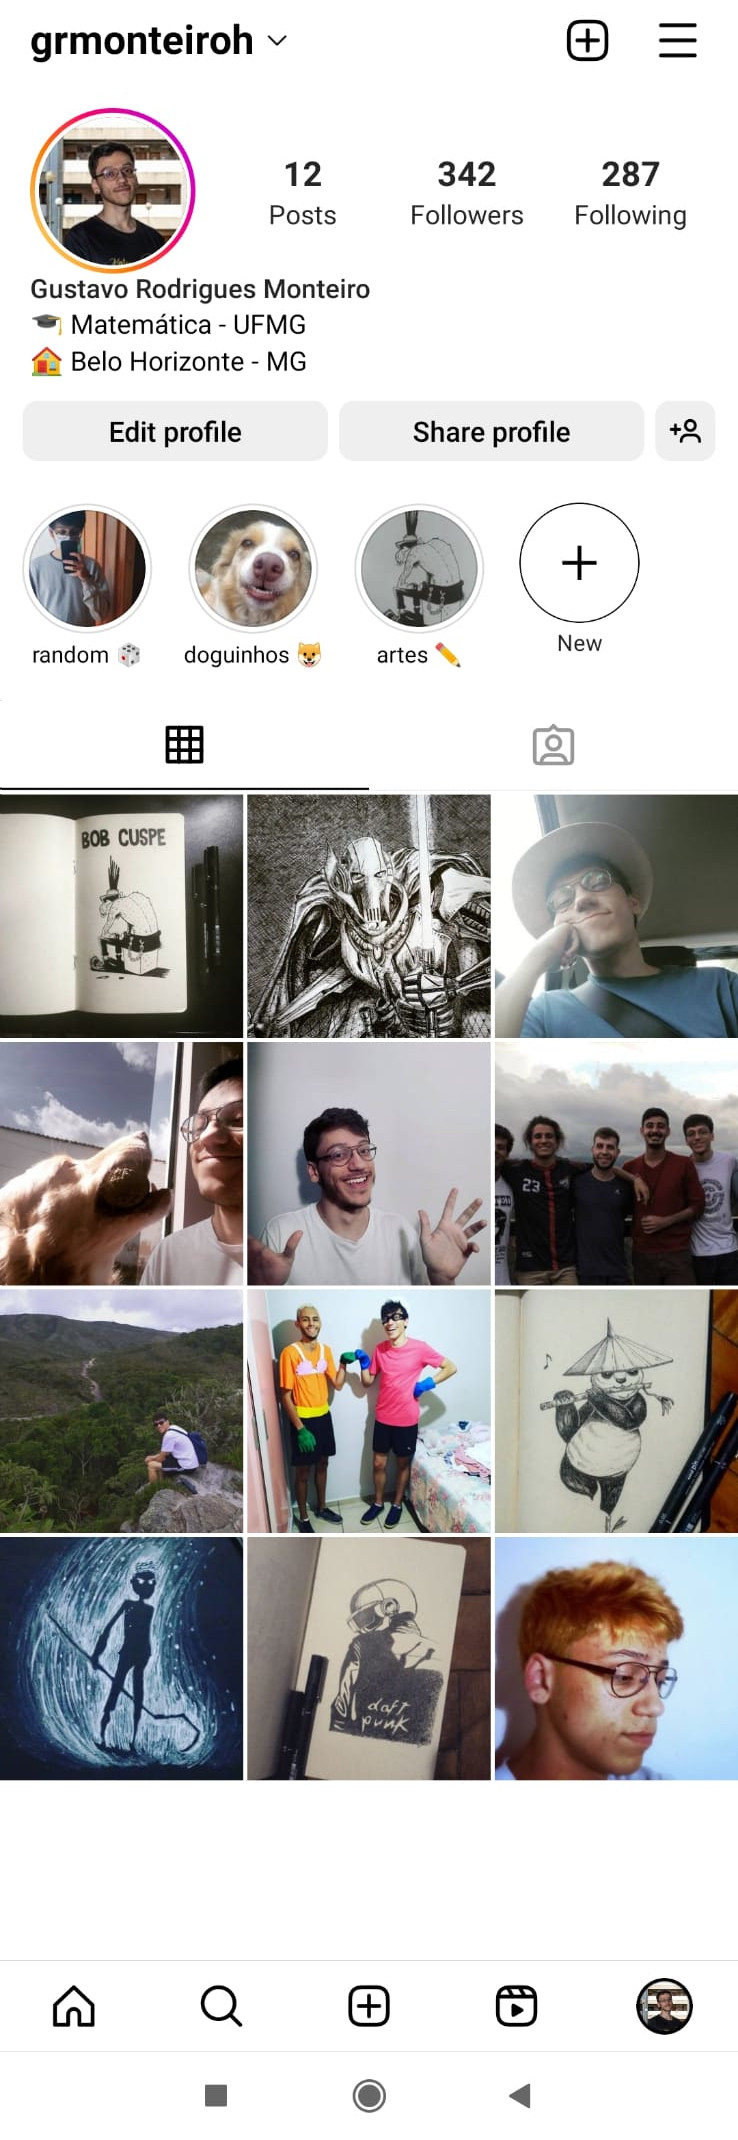 grmonteiroh
12 342 287
Posts Followers Following
Gustavo Rodrigues Monteiro
🎓 Matemática - UFMG
🏠 Belo Horizonte - MG
Edit profile Share profile
random 🎲 doguinhos 🐶 artes ✏️ New
BOB CUSPE
23
daft
punk